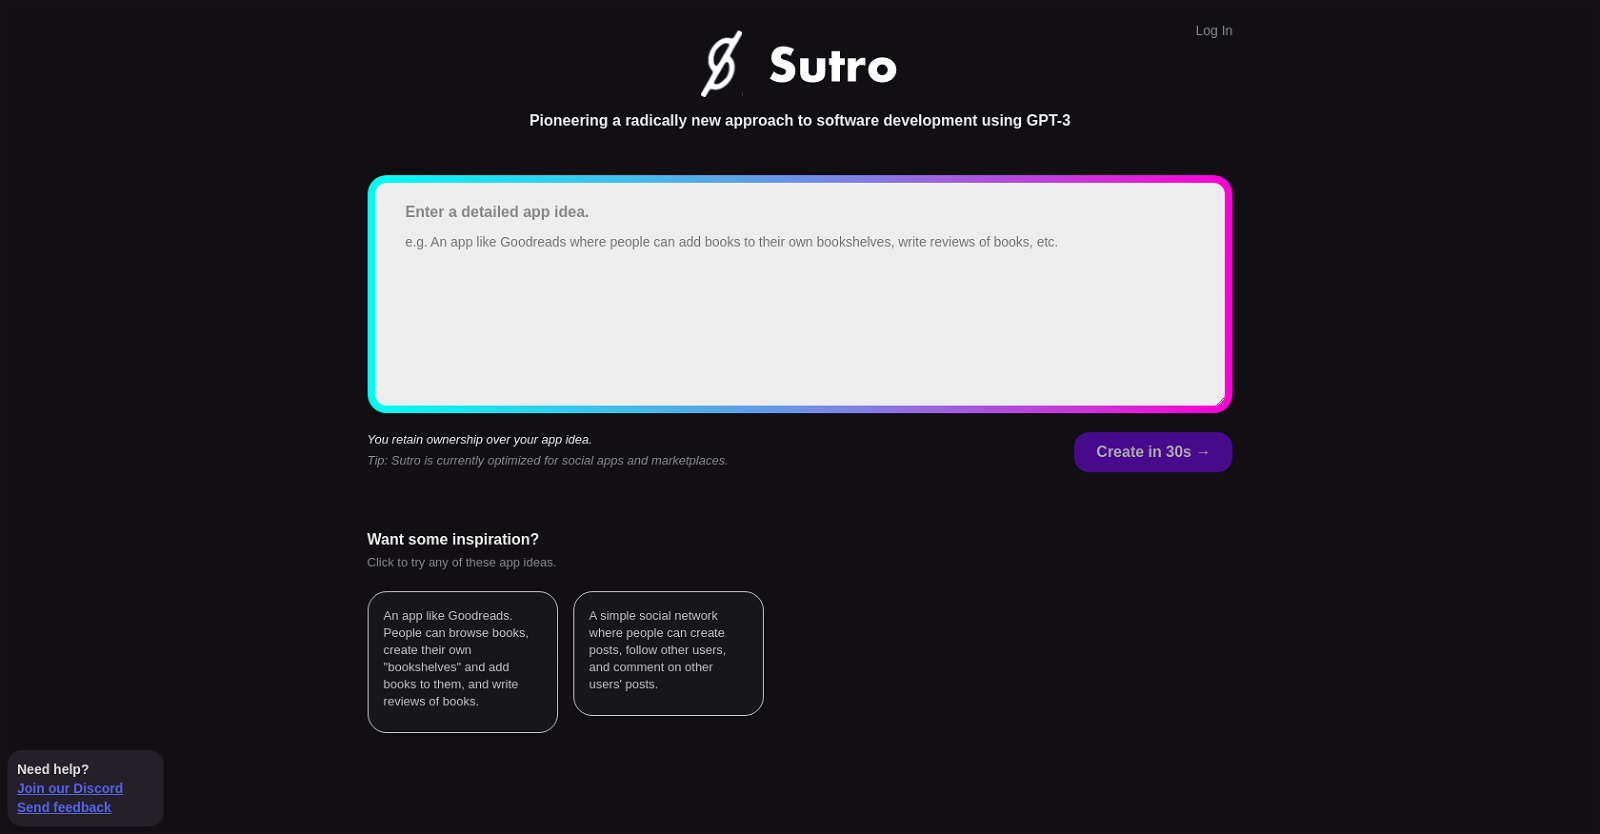 Log In
Sutro
Pioneering a radically new approach to software development using GPT-3
Enter a detailed app idea.
e.g. An app like Goodreads where people can add books to their own bookshelves, write reviews of books, etc.
You retain ownership over your app idea.
Tip: Sutro is currently optimized for social apps and marketplaces.
Create in 30s →
Want some inspiration?
Click to try any of these app ideas.
An app like Goodreads.
People can browse books,
create their own
"bookshelves" and add
books to them, and write
reviews of books.
A simple social network
where people can create
posts, follow other users,
and comment on other
users' posts.
Need help?
Join our Discord
Send feedback